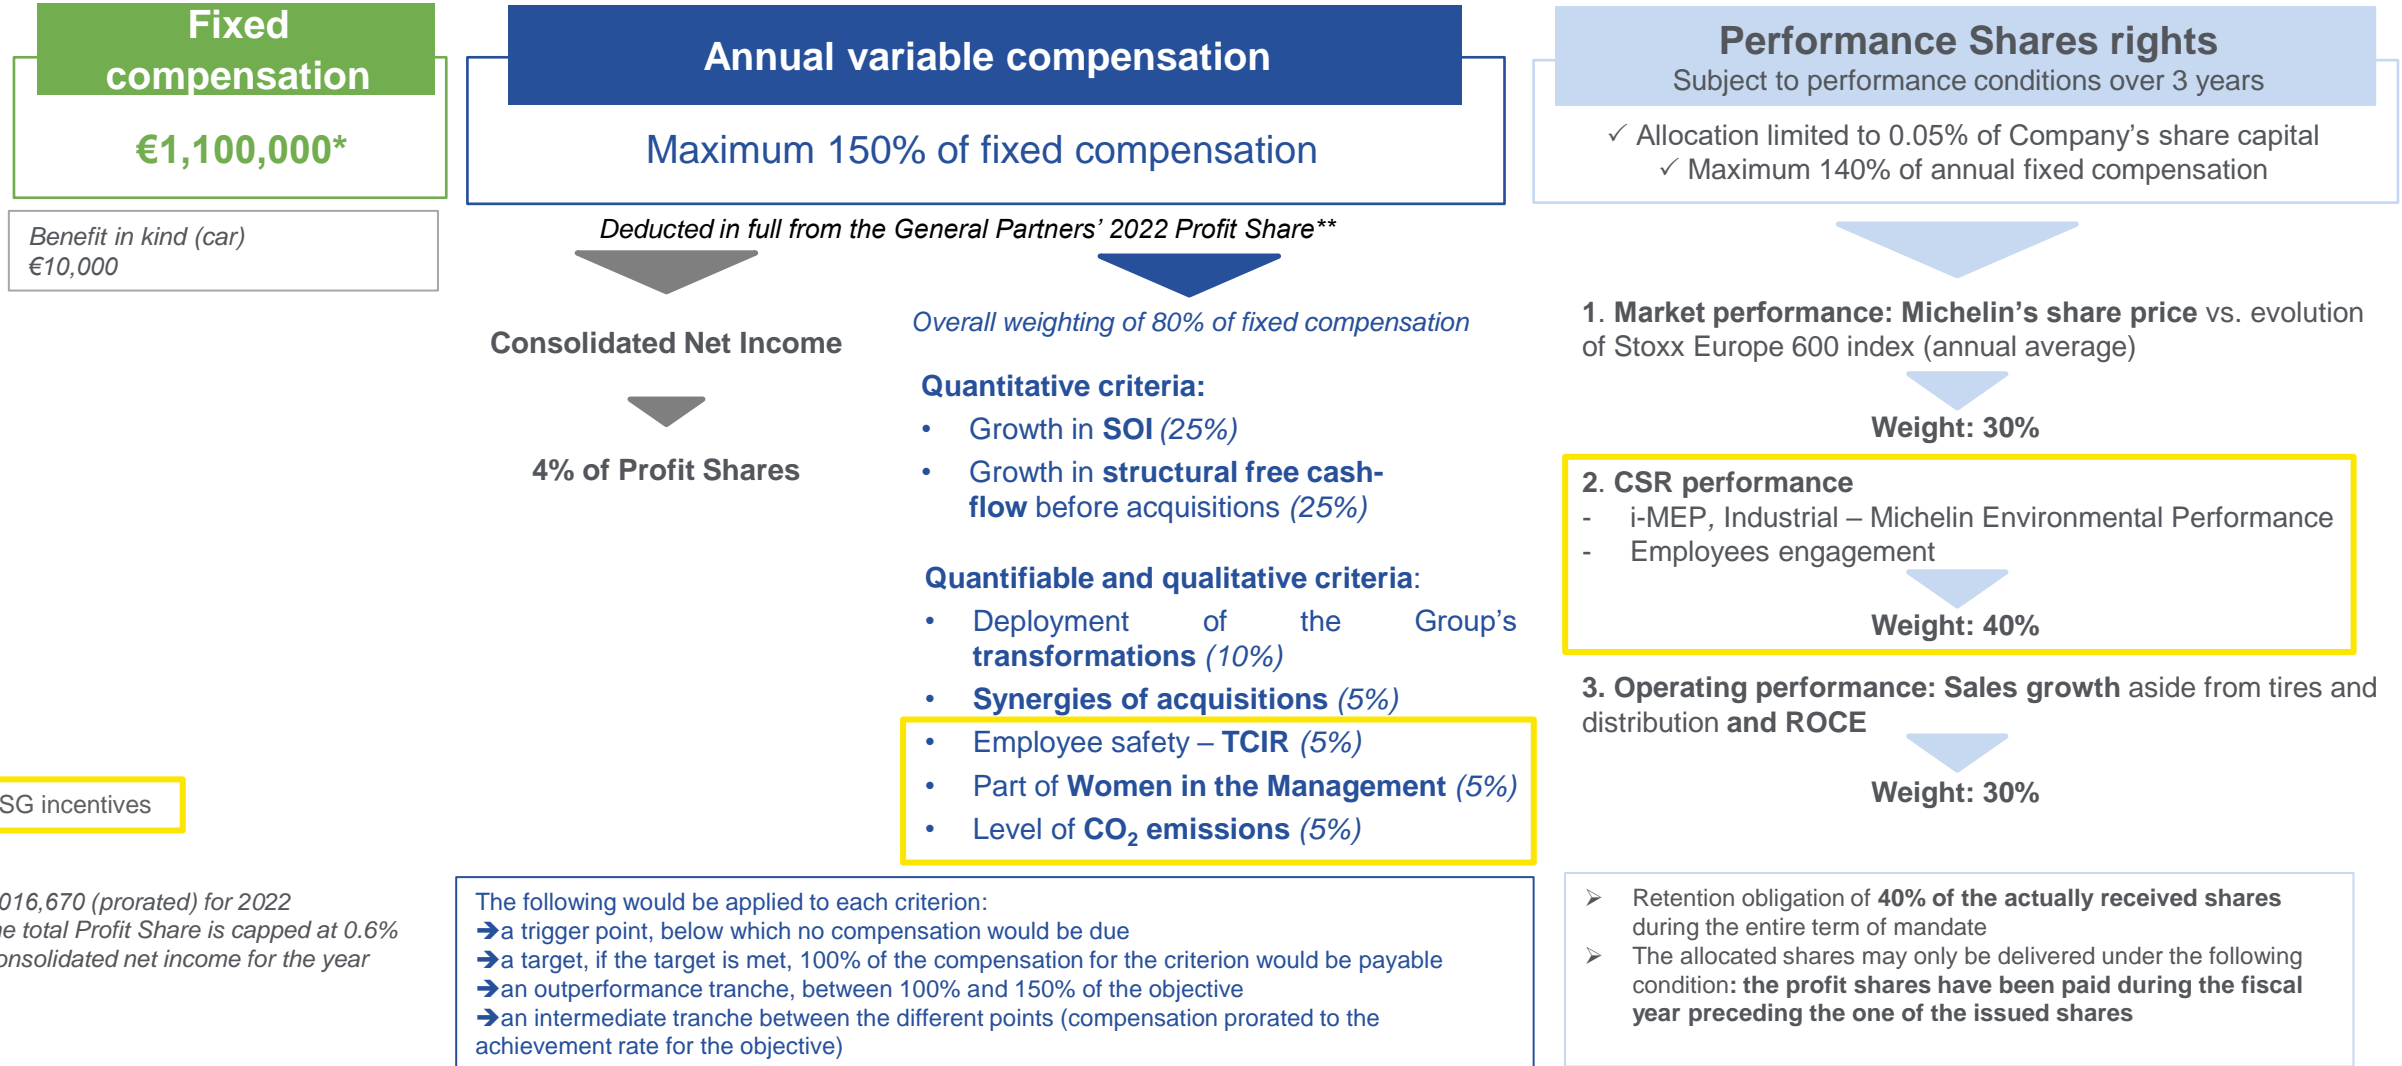 Fixed
compensation
€1,100,000*
Benefit in kind (car)
€10,000
Annual variable compensation
Maximum 150% of fixed compensation
Deducted in full from the General Partners’ 2022 Profit Share**
Consolidated Net Income
4% of Profit Shares
Overall weighting of 80% of fixed compensation
Quantitative criteria:
• Growth in SOI (25%)
• Growth in structural free cash-
flow before acquisitions (25%)
Quantifiable and qualitative criteria:
• Deployment of the Group’s
transformations (10%)
• Synergies of acquisitions (5%)
• Employee safety – TCIR (5%)
• Part of Women in the Management (5%)
• Level of CO₂ emissions (5%)
The following would be applied to each criterion:
➔a trigger point, below which no compensation would be due
➔a target, if the target is met, 100% of the compensation for the criterion would be payable
➔an outperformance tranche, between 100% and 150% of the objective
➔an intermediate tranche between the different points (compensation prorated to the
achievement rate for the objective)
Performance Shares rights
Subject to performance conditions over 3 years
✓ Allocation limited to 0.05% of Company’s share capital
✓ Maximum 140% of annual fixed compensation
1. Market performance: Michelin’s share price vs. evolution
of Stoxx Europe 600 index (annual average)
Weight: 30%
2. CSR performance
- i-MEP, Industrial – Michelin Environmental Performance
- Employees engagement
Weight: 40%
3. Operating performance: Sales growth aside from tires and
distribution and ROCE
Weight: 30%
➢ Retention obligation of 40% of the actually received shares
during the entire term of mandate
➢ The allocated shares may only be delivered under the following
condition: the profit shares have been paid during the fiscal
year preceding the one of the issued shares
SG incentives
016,670 (prorated) for 2022
he total Profit Share is capped at 0.6%
onsolidated net income for the year